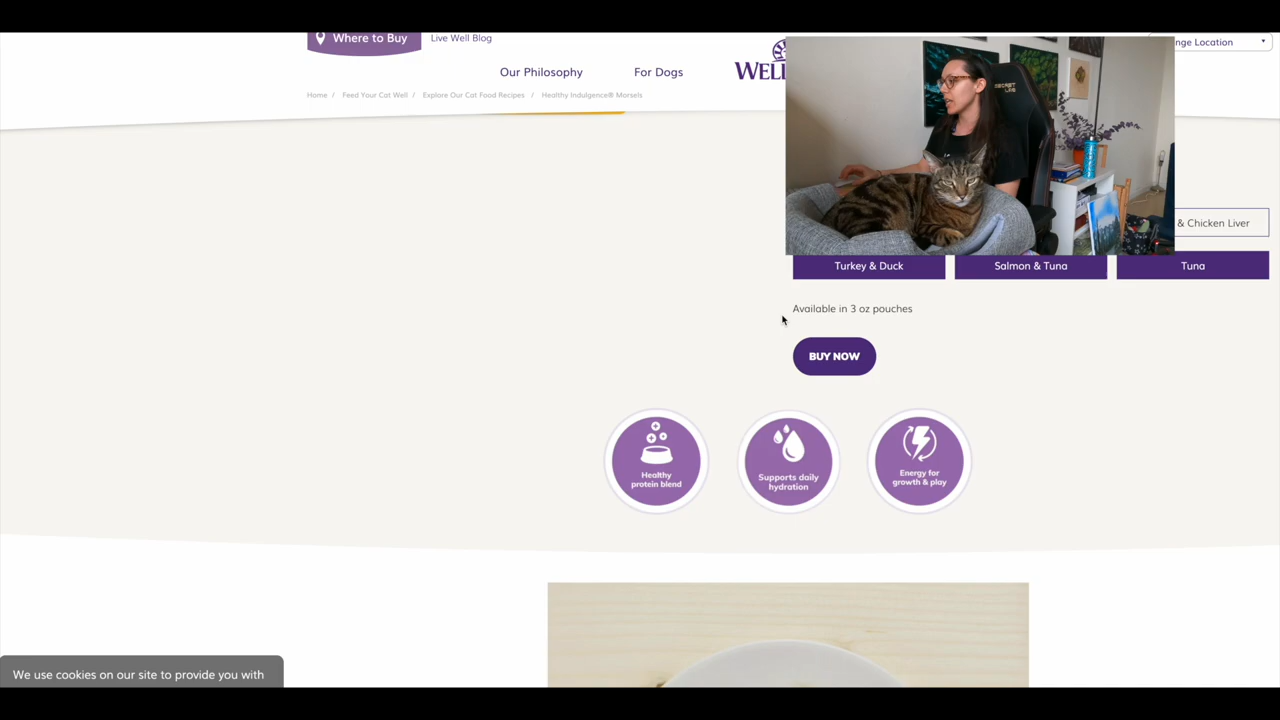 Where to Buy
Live Well Blog
nge Location
Our Philosophy
For Dogs
WELL
Home / Feed Your Cat Well / Explore Our Cat Food Recipes / Healthy Indulgence® Morsels
SECRET
LAB
& Chicken Liver
Turkey & Duck
Salmon & Tuna
Tuna
Available in 3 oz pouches
BUY NOW
Healthy
protein blend
Supports daily
hydration
Energy for
growth & play
We use cookies on our site to provide you with